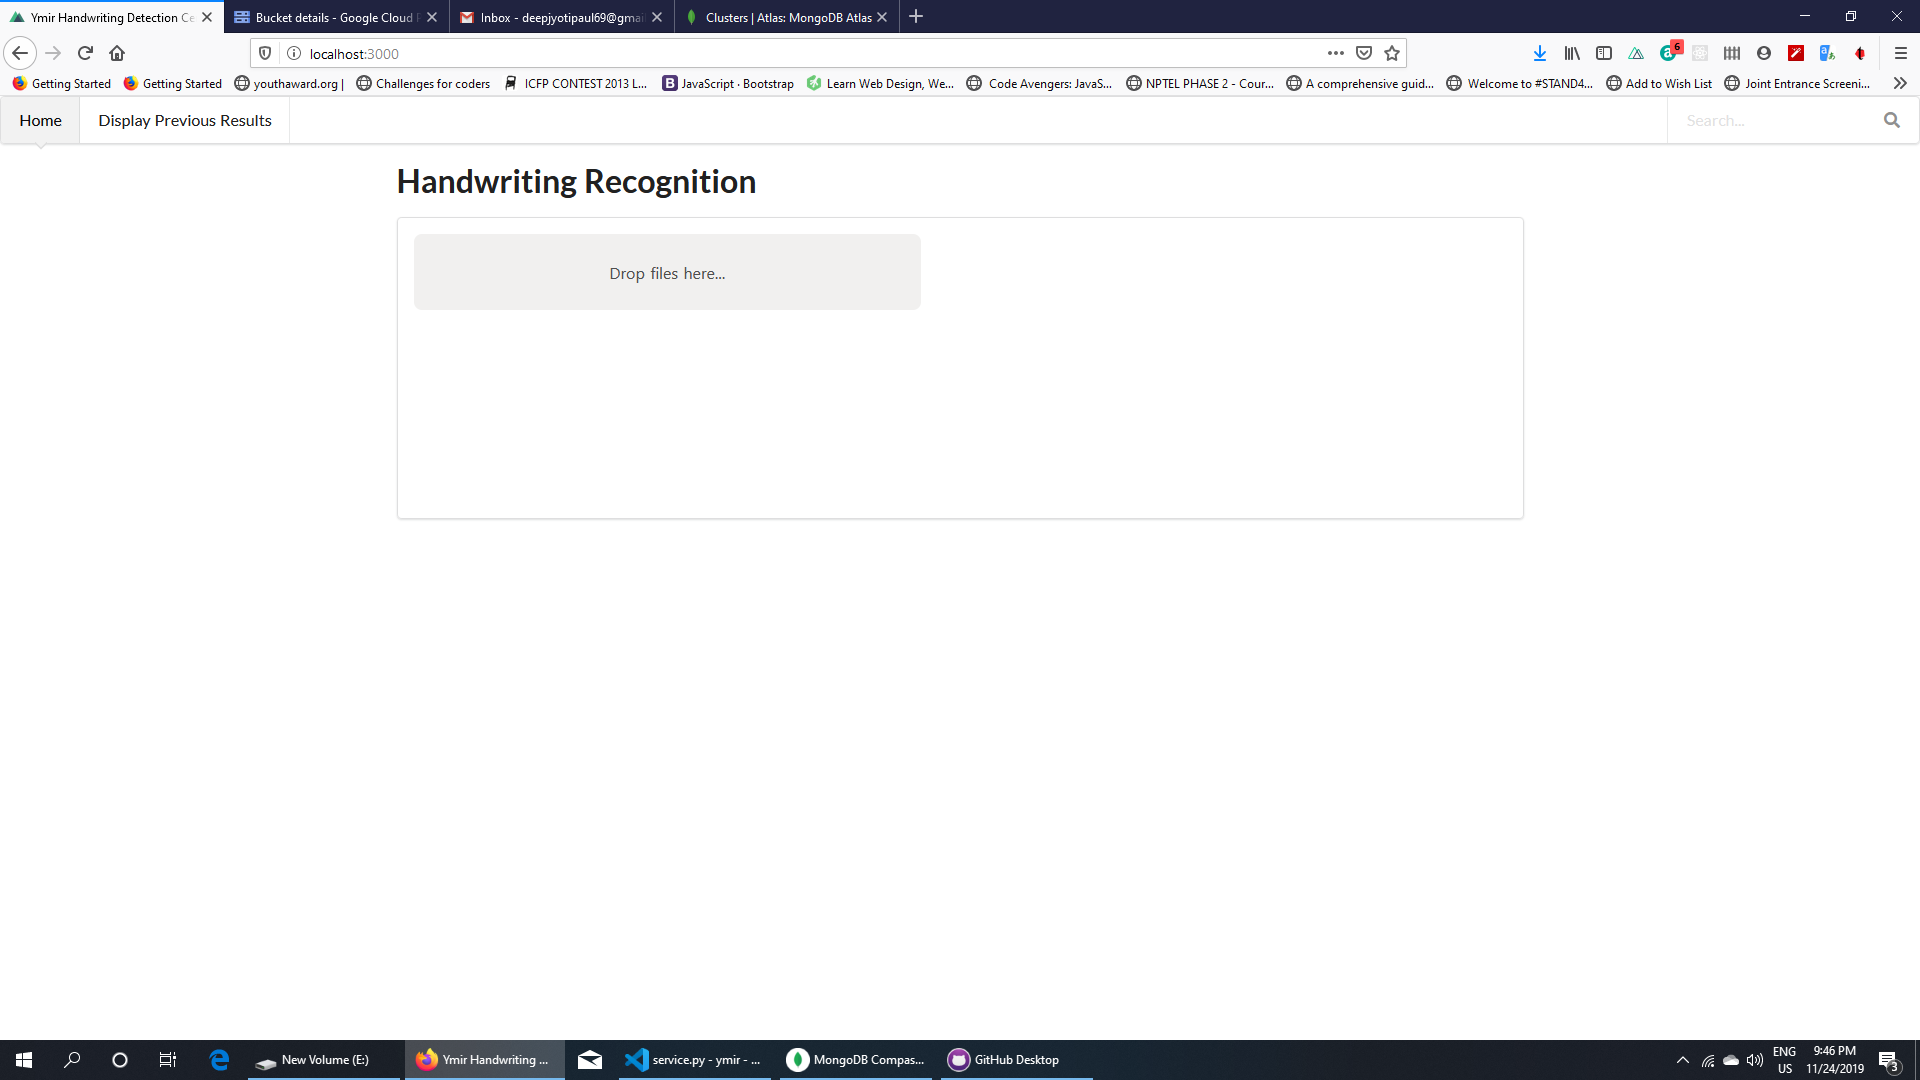 Ymir Handwriting Detection Ce
Bucket details - Google Cloud P
Inbox - deepjyotipaul69@gmai
Clusters | Atlas: MongoDB Atlas
localhost:3000
6
Getting Started
Getting Started
youthaward.org |
Challenges for coders
ICFP CONTEST 2013 L...
JavaScript · Bootstrap
Learn Web Design, We...
Code Avengers: JavaS...
NPTEL PHASE 2 - Cour...
A comprehensive guid...
Welcome to #STAND4...
Add to Wish List
Joint Entrance Screeni...
Home
Display Previous Results
Search...
Handwriting Recognition
Drop files here...
New Volume (E:)
Ymir Handwriting ...
service.py - ymir - ...
MongoDB Compas...
GitHub Desktop
ENG
US
9:46 PM
11/24/2019
3